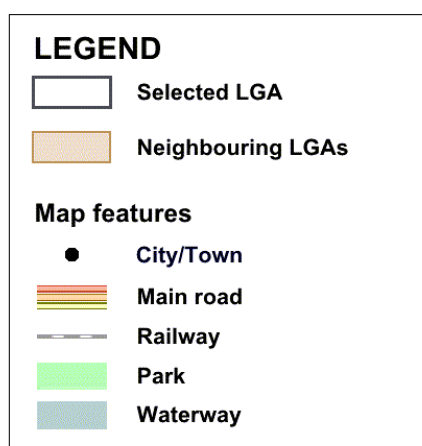 LEGEND
Selected LGA
Neighbouring LGAs
Map features
City/Town
Main road
Railway
Park
Waterway